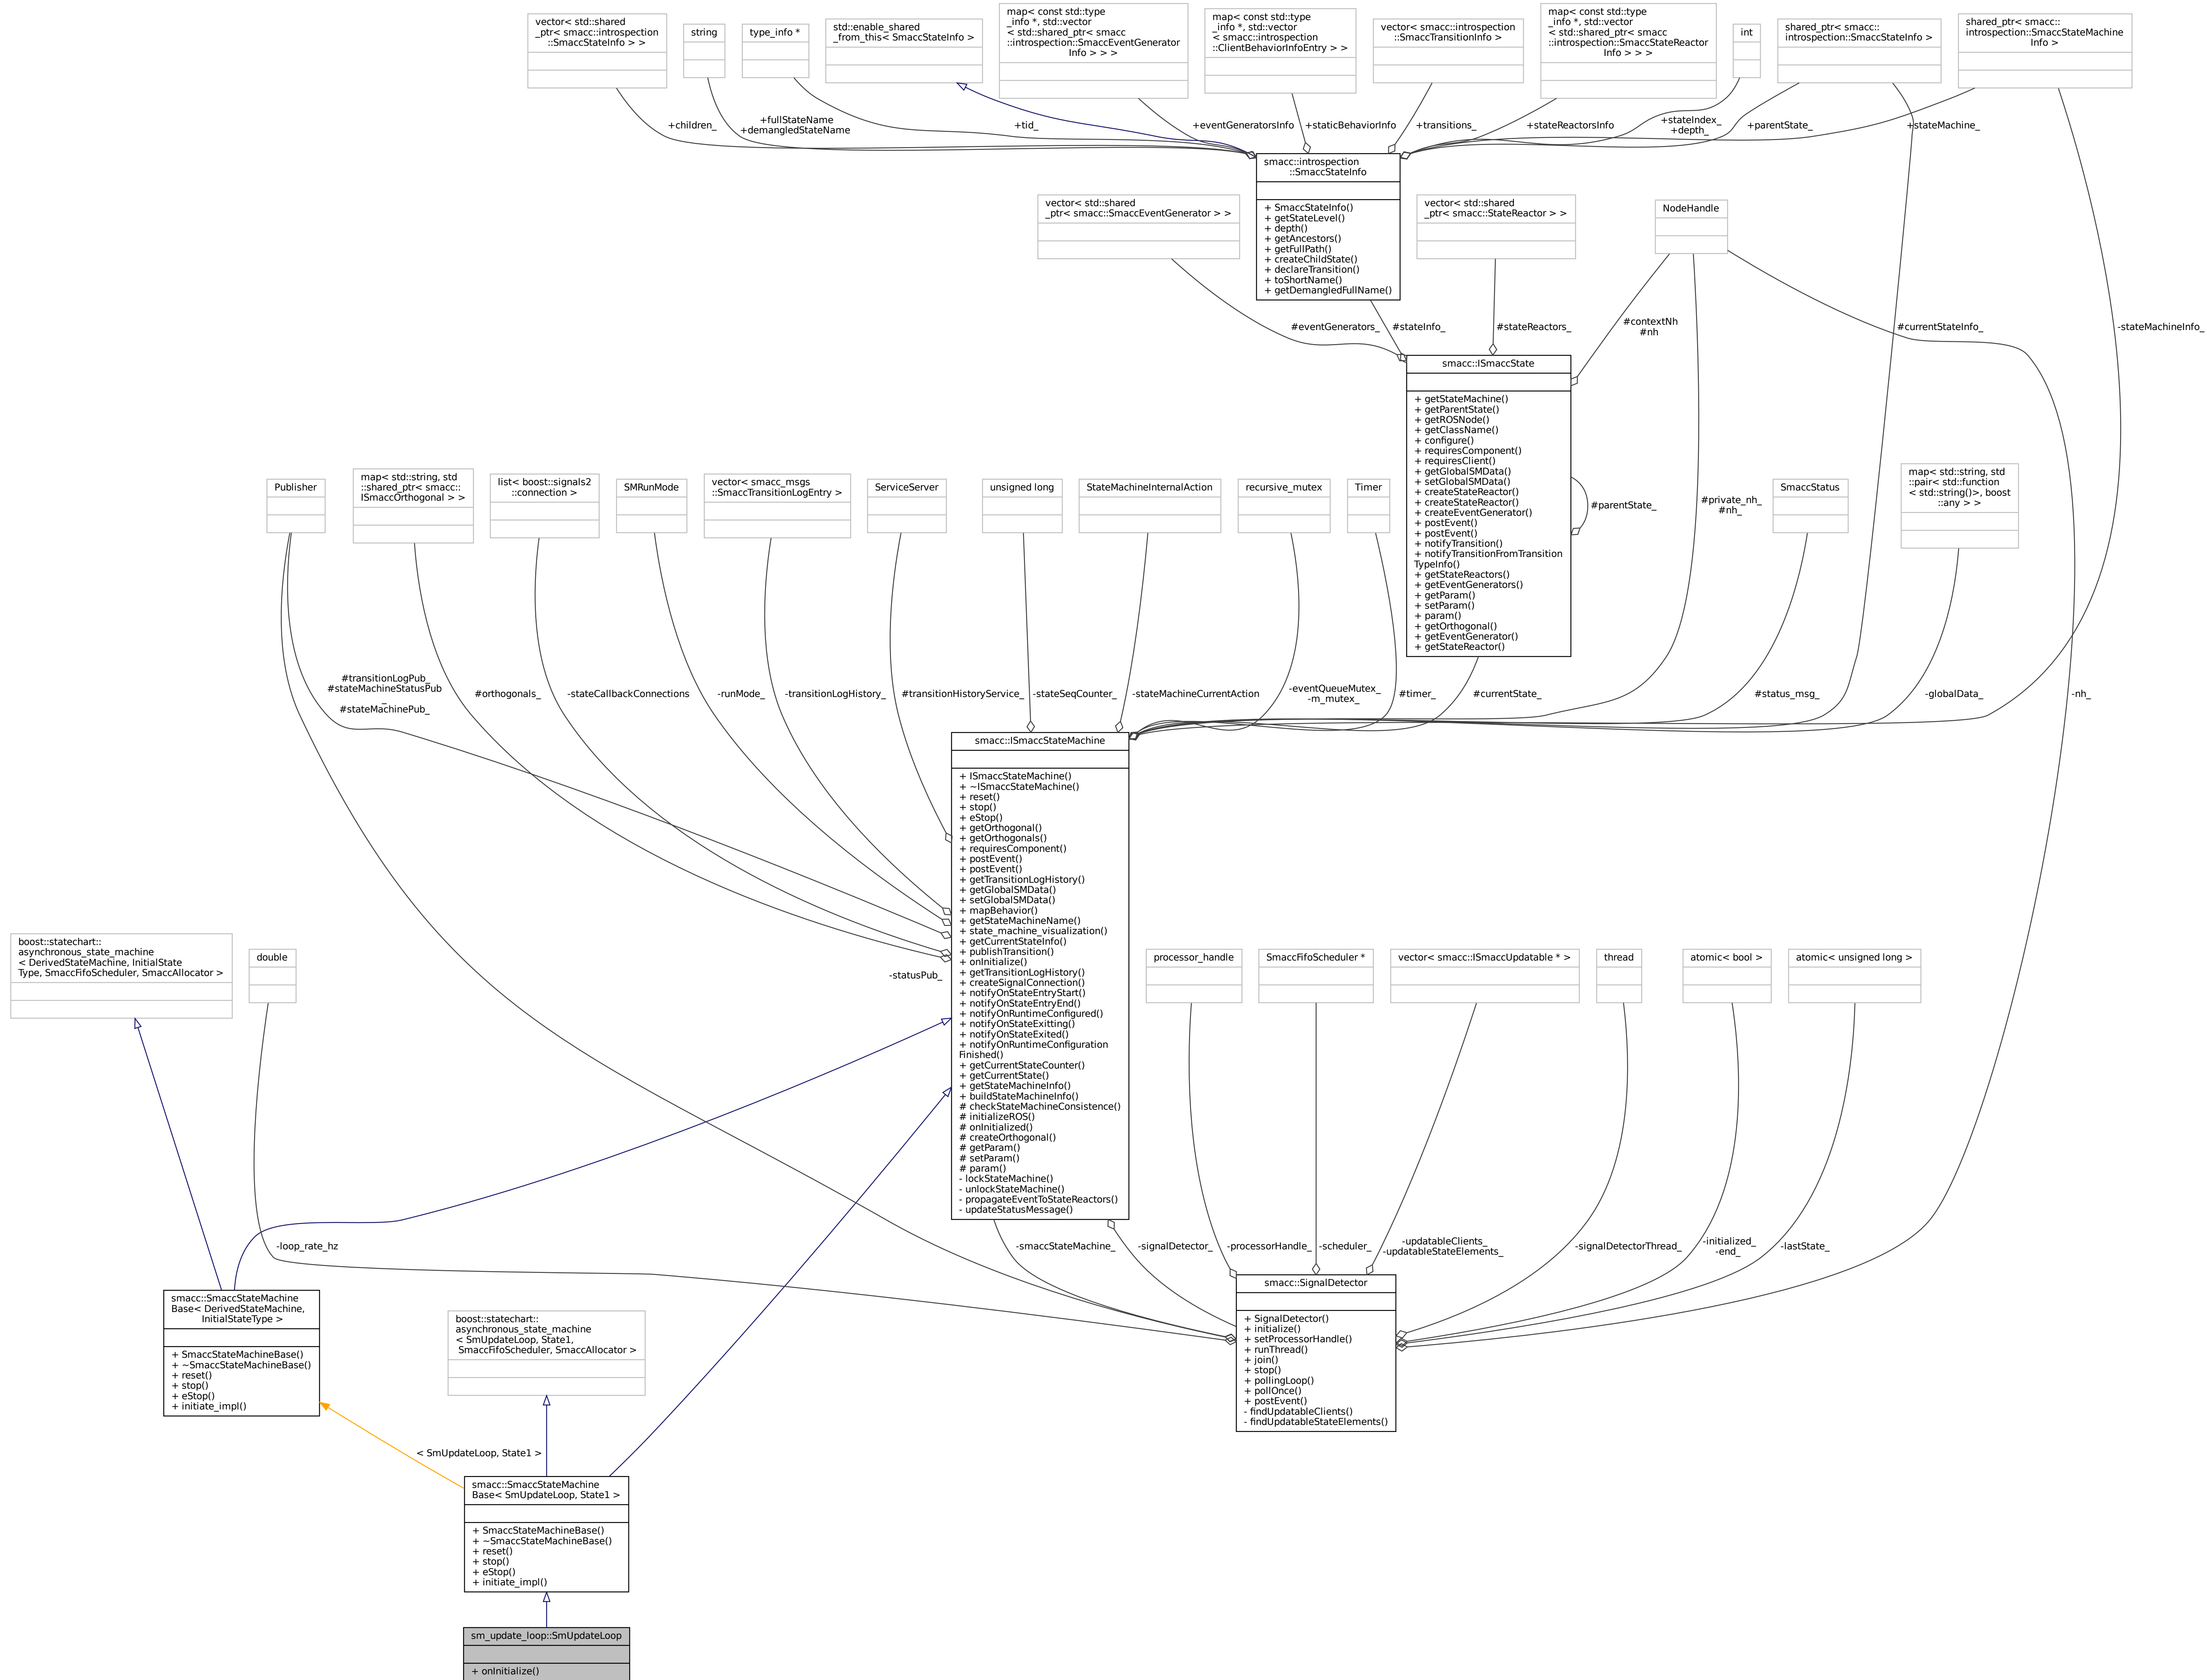 vector< std::shared
_ptr< smacc::introspection
::SmaccStateInfo > >
string
type_info *
std::enable_shared
_from_this< SmaccStateInfo >
map< const std::type
_info *, std::vector
< std::shared_ptr< smacc
::introspection::SmaccEventGenerator
Info > > >
map< const std::type
_info *, std::vector
< smacc::introspection
::ClientBehaviorInfoEntry > >
vector< smacc::introspection
::SmaccTransitionInfo >
map< const std::type
_info *, std::vector
< std::shared_ptr< smacc
::introspection::SmaccStateReactor
Info > > >
int
shared_ptr< smacc::
introspection::SmaccStateInfo >
shared_ptr< smacc::
introspection::SmaccStateMachine
Info >
+children_
+fullStateName
+demangledStateName
+tid_
+eventGeneratorsInfo
+staticBehaviorInfo
+transitions_
+stateReactorsInfo
+stateIndex_
+depth_
+parentState_
+stateMachine_
smacc::introspection
::SmaccStateInfo
+ SmaccStateInfo()
+ getStateLevel()
+ depth()
+ getAncestors()
+ getFullPath()
+ createChildState()
+ declareTransition()
+ toShortName()
+ getDemangledFullName()
vector< std::shared
_ptr< smacc::SmaccEventGenerator > >
vector< std::shared
_ptr< smacc::StateReactor > >
NodeHandle
#eventGenerators_
#stateInfo_
#stateReactors_
#contextNh
#nh
#currentStateInfo_
-stateMachineInfo_
smacc::ISmaccState
+ getStateMachine()
+ getParentState()
+ getROSNode()
+ getClassName()
+ configure()
+ requiresComponent()
+ requiresClient()
+ getGlobalSMData()
+ setGlobalSMData()
+ createStateReactor()
+ createStateReactor()
+ createEventGenerator()
+ postEvent()
+ postEvent()
+ notifyTransition()
+ notifyTransitionFromTransition
TypeInfo()
+ getStateReactors()
+ getEventGenerators()
+ getParam()
+ setParam()
+ param()
+ getOrthogonal()
+ getEventGenerator()
+ getStateReactor()
#parentState_
#private_nh_
#nh_
Publisher
map< std::string, std
::shared_ptr< smacc::
ISmaccOrthogonal > >
list< boost::signals2
::connection >
SMRunMode
vector< smacc_msgs
::SmaccTransitionLogEntry >
ServiceServer
unsigned long
StateMachineInternalAction
recursive_mutex
Timer
SmaccStatus
map< std::string, std
::pair< std::function
< std::string()>, boost
::any > >
#transitionLogPub_
#stateMachineStatusPub
_
#stateMachinePub_
#orthogonals_
-stateCallbackConnections
-runMode_
-transitionLogHistory_
#transitionHistoryService_
-stateSeqCounter_
-stateMachineCurrentAction
-eventQueueMutex_
-m_mutex_
#timer_
#currentState_
#status_msg_
-globalData_
-nh_
smacc::ISmaccStateMachine
+ ISmaccStateMachine()
+ ~ISmaccStateMachine()
+ reset()
+ stop()
+ eStop()
+ getOrthogonal()
+ getOrthogonals()
+ requiresComponent()
+ postEvent()
+ postEvent()
+ getTransitionLogHistory()
+ getGlobalSMData()
+ setGlobalSMData()
+ mapBehavior()
+ getStateMachineName()
+ state_machine_visualization()
+ getCurrentStateInfo()
+ publishTransition()
+ onInitialize()
+ getTransitionLogHistory()
+ createSignalConnection()
+ notifyOnStateEntryStart()
+ notifyOnStateEntryEnd()
+ notifyOnRuntimeConfigured()
+ notifyOnStateExitting()
+ notifyOnStateExited()
+ notifyOnRuntimeConfiguration
Finished()
+ getCurrentStateCounter()
+ getCurrentState()
+ getStateMachineInfo()
+ buildStateMachineInfo()
# checkStateMachineConsistence()
# initializeROS()
# onInitialized()
# createOrthogonal()
# getParam()
# setParam()
# param()
- lockStateMachine()
- unlockStateMachine()
- propagateEventToStateReactors()
- updateStatusMessage()
boost::statechart::
asynchronous_state_machine
< DerivedStateMachine, InitialState
Type, SmaccFifoScheduler, SmaccAllocator >
double
-statusPub_
processor_handle
SmaccFifoScheduler *
vector< smacc::ISmaccUpdatable * >
thread
atomic< bool >
atomic< unsigned long >
-loop_rate_hz
-smaccStateMachine_
-signalDetector_
-processorHandle_
-scheduler_
-updatableClients_
-updatableStateElements_
-signalDetectorThread_
-initialized_
-end_
-lastState_
smacc::SmaccStateMachine
Base< DerivedStateMachine,
InitialStateType >
+ SmaccStateMachineBase()
+ ~SmaccStateMachineBase()
+ reset()
+ stop()
+ eStop()
+ initiate_impl()
boost::statechart::
asynchronous_state_machine
< SmUpdateLoop, State1,
SmaccFifoScheduler, SmaccAllocator >
smacc::SignalDetector
+ SignalDetector()
+ initialize()
+ setProcessorHandle()
+ runThread()
+ join()
+ stop()
+ pollingLoop()
+ pollOnce()
+ postEvent()
- findUpdatableClients()
- findUpdatableStateElements()
< SmUpdateLoop, State1 >
smacc::SmaccStateMachine
Base< SmUpdateLoop, State1 >
+ SmaccStateMachineBase()
+ ~SmaccStateMachineBase()
+ reset()
+ stop()
+ eStop()
+ initiate_impl()
sm_update_loop::SmUpdateLoop
+ onInitialize()